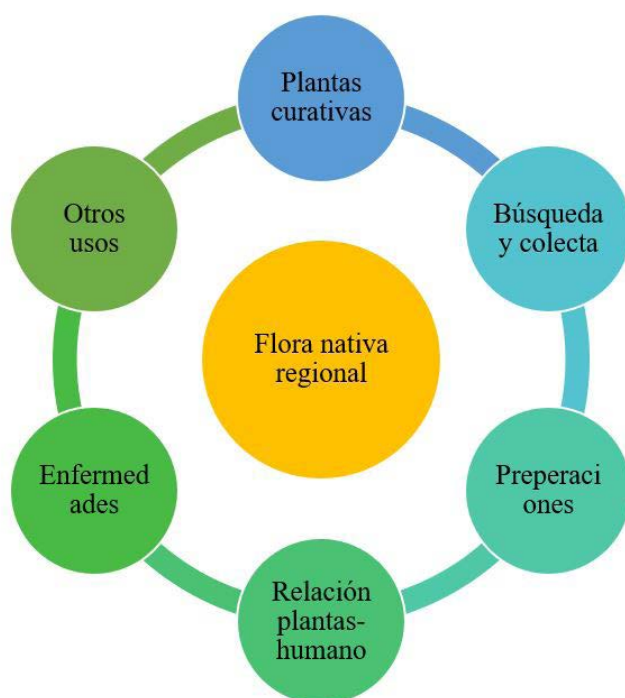 Plantas
curativas
Búsqueda
y colecta
Preperaci
ones
Relación
plantas-
humano
Enfermed
ades
Otros
usos
Flora nativa
regional